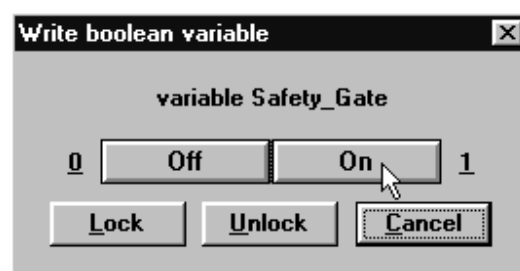 Write boolean variable
variable Safety_Gate
0 Off On 1
Lock Unlock Cancel